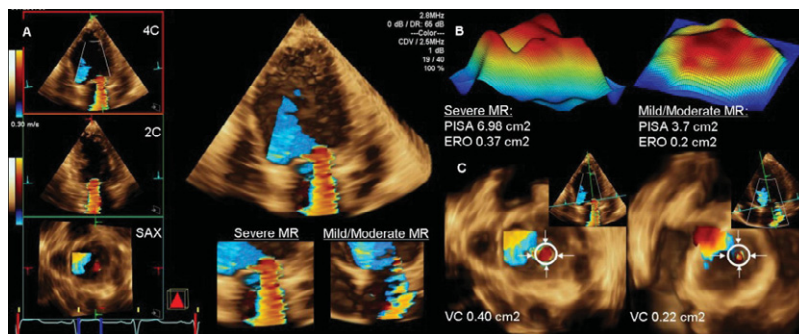 A
4C
0.30 m/s
2C
SAX
2.8MHz
0 dB / DR: 65 dB
---Color---
CDV / 2.5MHz
1 dB
19 / 40
100 %
Severe MR
Mild/Moderate MR
B
Severe MR:
PISA 6.98 cm2
ERO 0.37 cm2
Mild/Moderate MR:
PISA 3.7 cm2
ERO 0.2 cm2
C
VC 0.40 cm2
VC 0.22 cm2